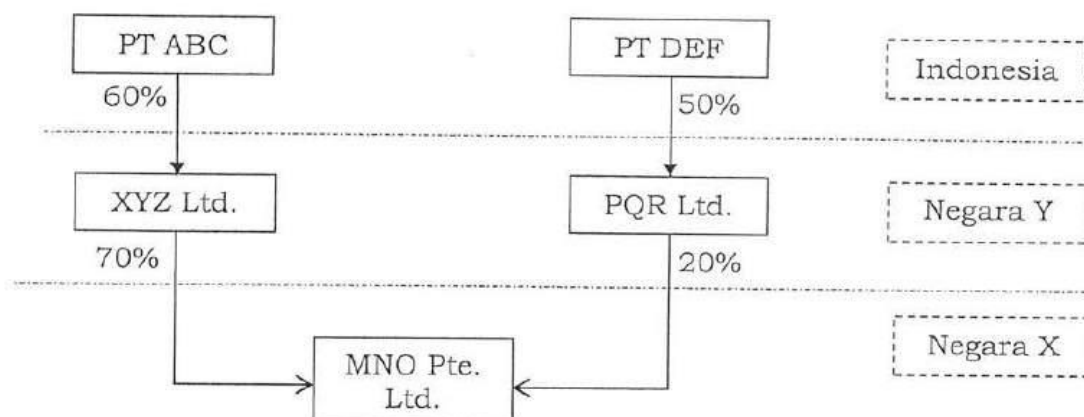 PT ABC
PT DEF
Indonesia
60%
50%
XYZ Ltd.
PQR Ltd.
Negara Y
70%
20%
MNO Pte.
Ltd.
Negara X